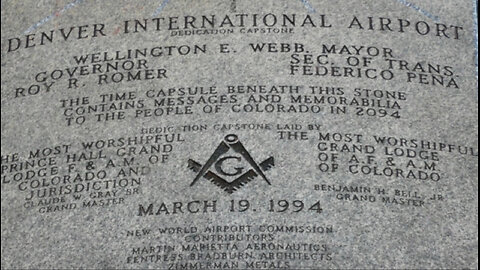 DENVER INTERNATIONAL AIRPORT
DEDICATION CAPSTONE
WELLINGTON E. WEBB, MAYOR
GOVERNOR
ROY R. ROMER
SEC. OF TRANS.
FEDERICO PEÑA
THE TIME CAPSULE BENEATH THIS STONE
CONTAINS MESSAGES AND MEMORABILIA
TO THE PEOPLE OF COLORADO IN 2094
DEDICATION CAPSTONE LAID BY
THE MOST WORSHIPFUL
PRINCE HALL GRAND
LODGE F. & A.M. OF
COLORADO AND
JURISDICTION
CLAUDE W. GRAY, SR.
GRAND MASTER
G
THE MOST WORSHIPFUL
GRAND LODGE
OF A.F. & A.M.
OF COLORADO
BENJAMIN H. BELL, JR.
GRAND MASTER
MARCH 19, 1994
NEW WORLD AIRPORT COMMISSION
CONTRIBUTORS
MARTIN MARIETTA AERONAUTICS
FENTRESS BRADBURN ARCHITECTS
ZIMMERMAN METALS